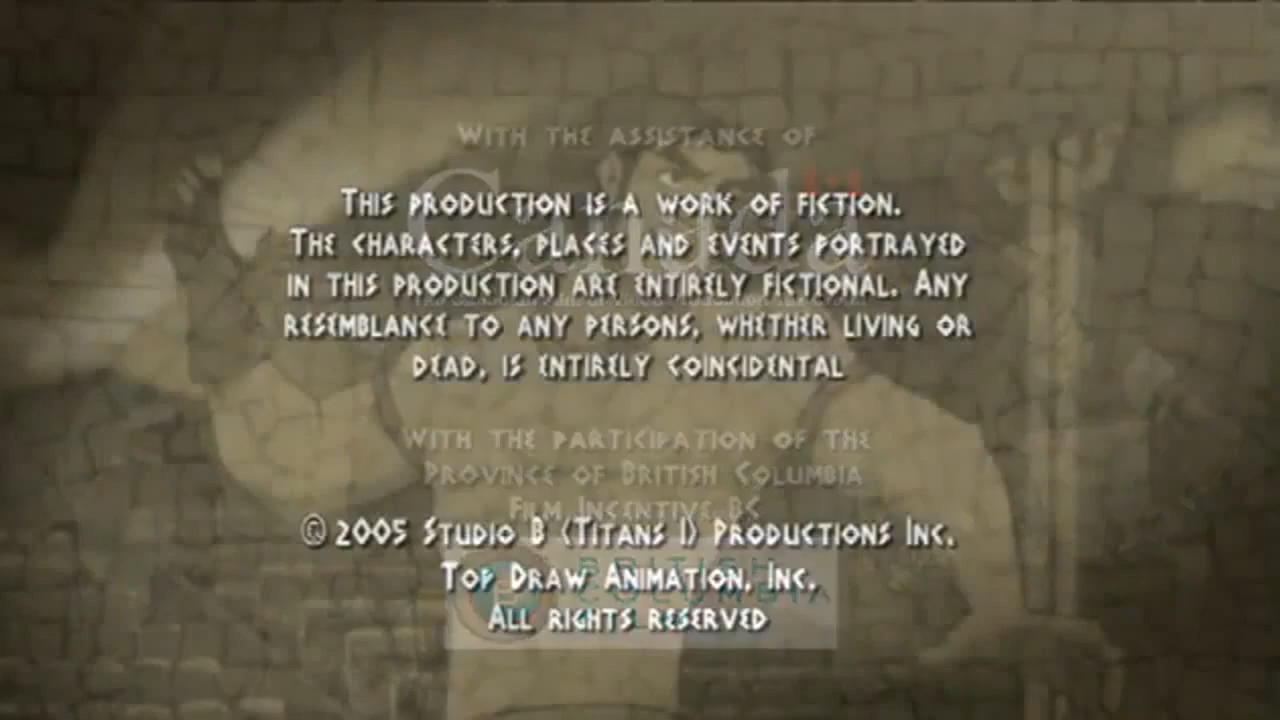 With the assistance of
Canada
This production is a work of fiction.
The characters, places and events portrayed
in this production are entirely fictional. Any
resemblance to any persons, whether living or
dead, is entirely coincidental
With the participation of the
Province of British Columbia
Film Incentive BC
© 2005 Studio B (Titans I) Productions Inc.
Top Draw Animation, Inc.
All rights reserved
British
Columbia